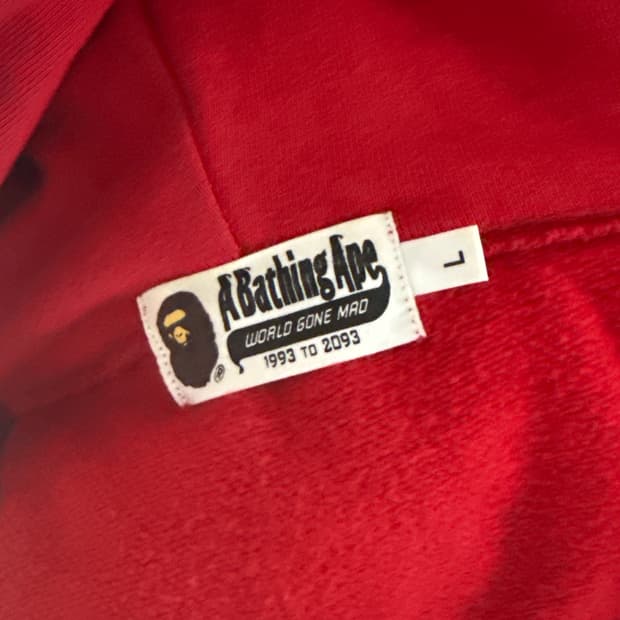 A Bathing Ape
WORLD GONE MAD
1993 TO 2093
®
L